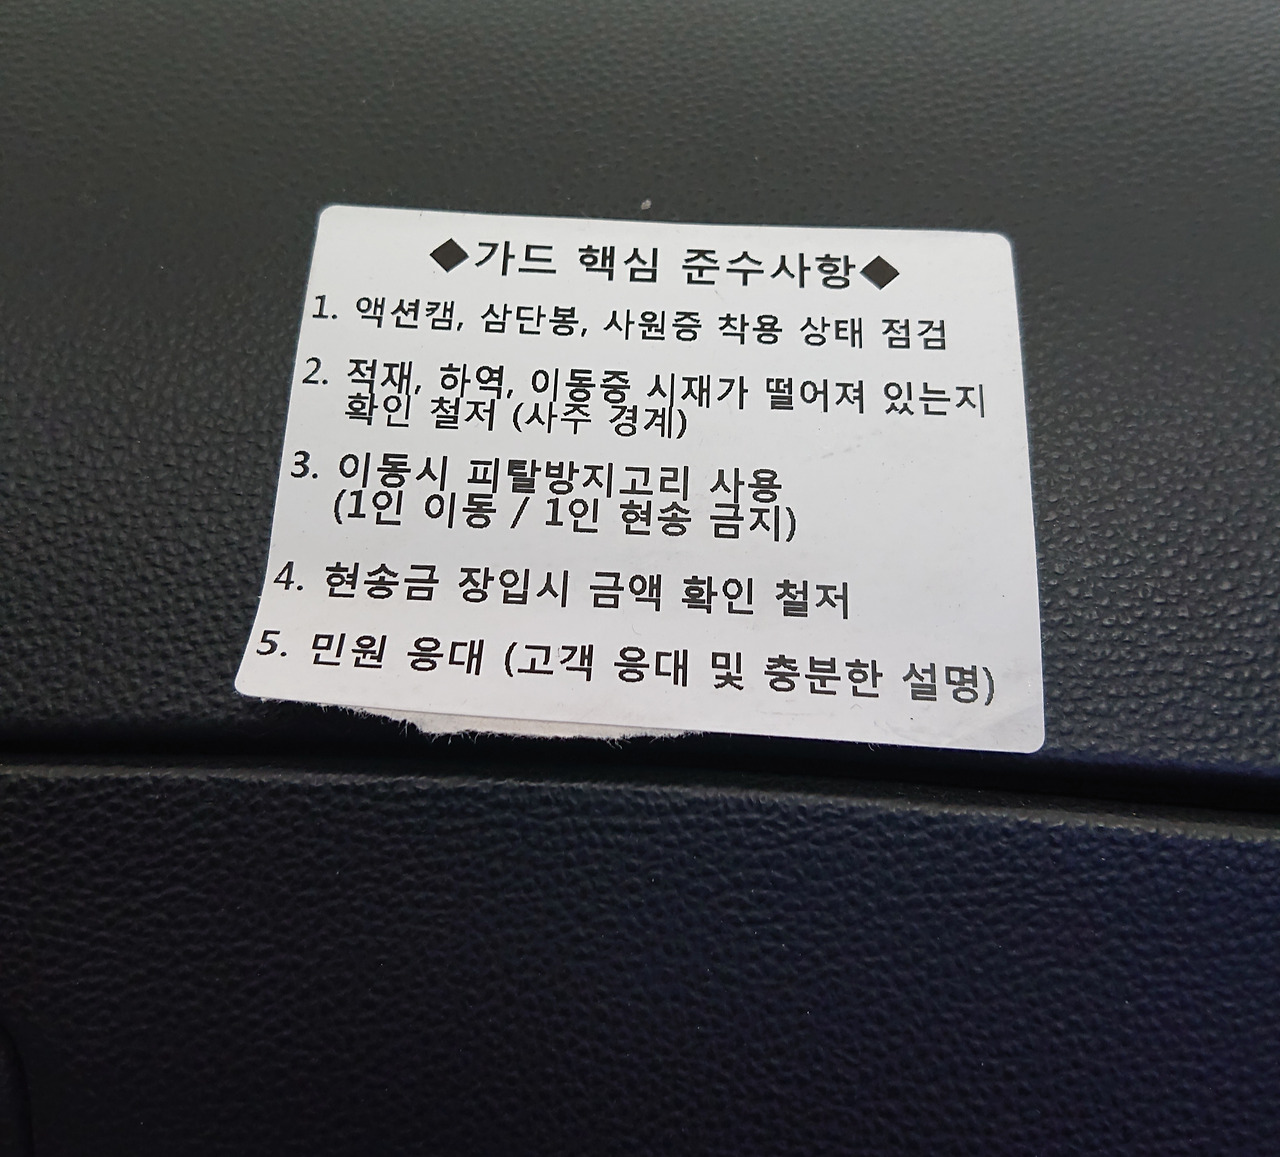 ◆가드 핵심 준수사항◆
1. 액션캠, 삼단봉, 사원증 착용 상태 점검
2. 적재, 하역, 이동중 시재가 떨어져 있는지
확인 철저 (사주 경계)
3. 이동시 피탈방지고리 사용
(1인 이동 / 1인 현송 금지)
4. 현송금 장입시 금액 확인 철저
5. 민원 응대 (고객 응대 및 충분한 설명)